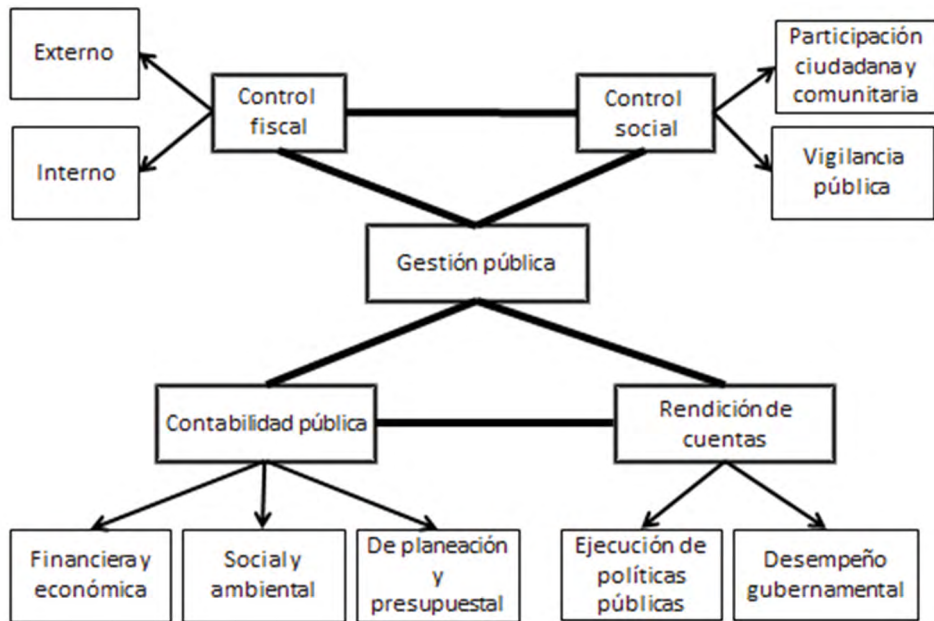 Externo
Interno
Control
fiscal
Control
social
Participación
ciudadana y
comunitaria
Vigilancia
pública
Gestión pública
Contabilidad pública
Rendición de
cuentas
Financiera y
económica
Social y
ambiental
De planeación
y
presupuestal
Ejecución de
políticas
públicas
Desempeño
gubernamental